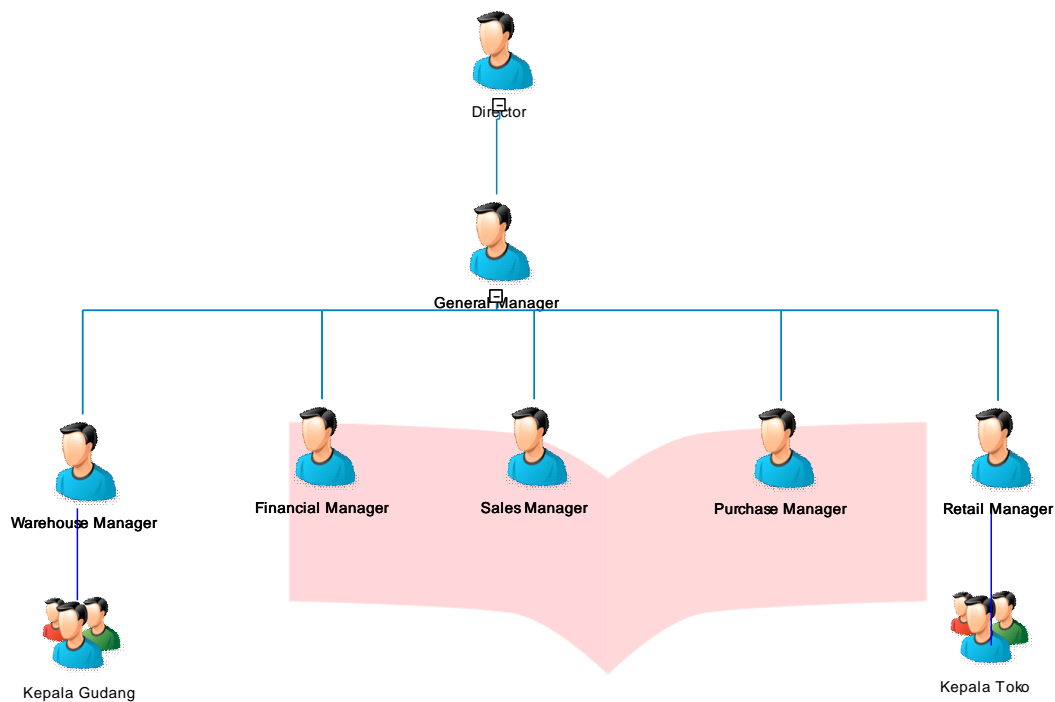 Director
General Manager
Warehouse Manager
Financial Manager
Sales Manager
Purchase Manager
Retail Manager
Kepala Gudang
Kepala Toko